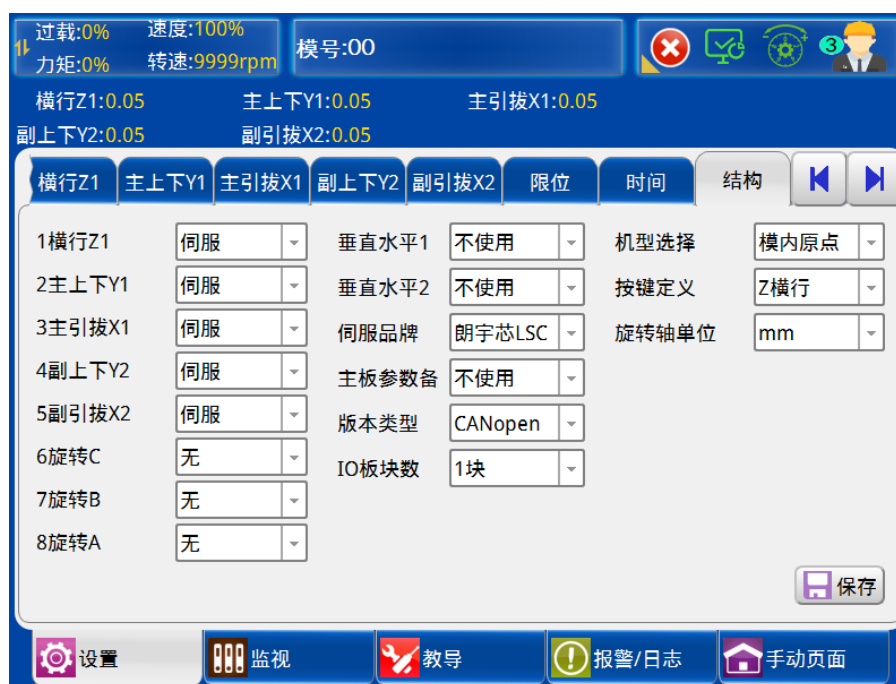 过载:0% 速度:100%
力矩:0% 转速:9999rpm
模号:00
3
横行Z1:0.05 主上下Y1:0.05 主引拔X1:0.05
副上下Y2:0.05 副引拔X2:0.05
横行Z1 主上下Y1 主引拔X1 副上下Y2 副引拔X2 限位 时间 结构
1横行Z1 伺服 垂直水平1 不使用 机型选择 模内原点
2主上下Y1 伺服 垂直水平2 不使用 按键定义 Z横行
3主引拔X1 伺服 伺服品牌 朗宇芯LSC 旋转轴单位 mm
4副上下Y2 伺服 主板参数备 不使用
5副引拔X2 伺服 版本类型 CANopen
6旋转C 无 IO板块数 1块
7旋转B 无
8旋转A 无
保存
设置 监视 教导 报警/日志 手动页面